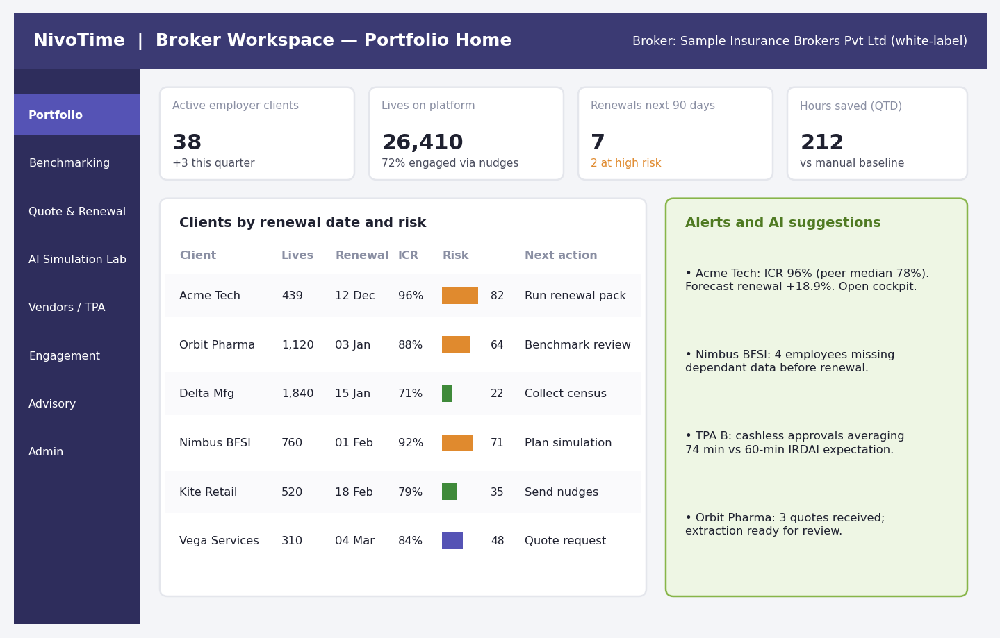 NivoTime | Broker Workspace — Portfolio Home
Broker: Sample Insurance Brokers Pvt Ltd (white-label)
Portfolio
Benchmarking
Quote & Renewal
AI Simulation Lab
Vendors / TPA
Engagement
Advisory
Admin
Active employer clients
38
+3 this quarter
Lives on platform
26,410
72% engaged via nudges
Renewals next 90 days
7
2 at high risk
Hours saved (QTD)
212
vs manual baseline
Clients by renewal date and risk
Client Lives Renewal ICR Risk Next action
Acme Tech 439 12 Dec 96% 82 Run renewal pack
Orbit Pharma 1,120 03 Jan 88% 64 Benchmark review
Delta Mfg 1,840 15 Jan 71% 22 Collect census
Nimbus BFSI 760 01 Feb 92% 71 Plan simulation
Kite Retail 520 18 Feb 79% 35 Send nudges
Vega Services 310 04 Mar 84% 48 Quote request
Alerts and AI suggestions
• Acme Tech: ICR 96% (peer median 78%).
Forecast renewal +18.9%. Open cockpit.
• Nimbus BFSI: 4 employees missing
dependant data before renewal.
• TPA B: cashless approvals averaging
74 min vs 60-min IRDAI expectation.
• Orbit Pharma: 3 quotes received;
extraction ready for review.